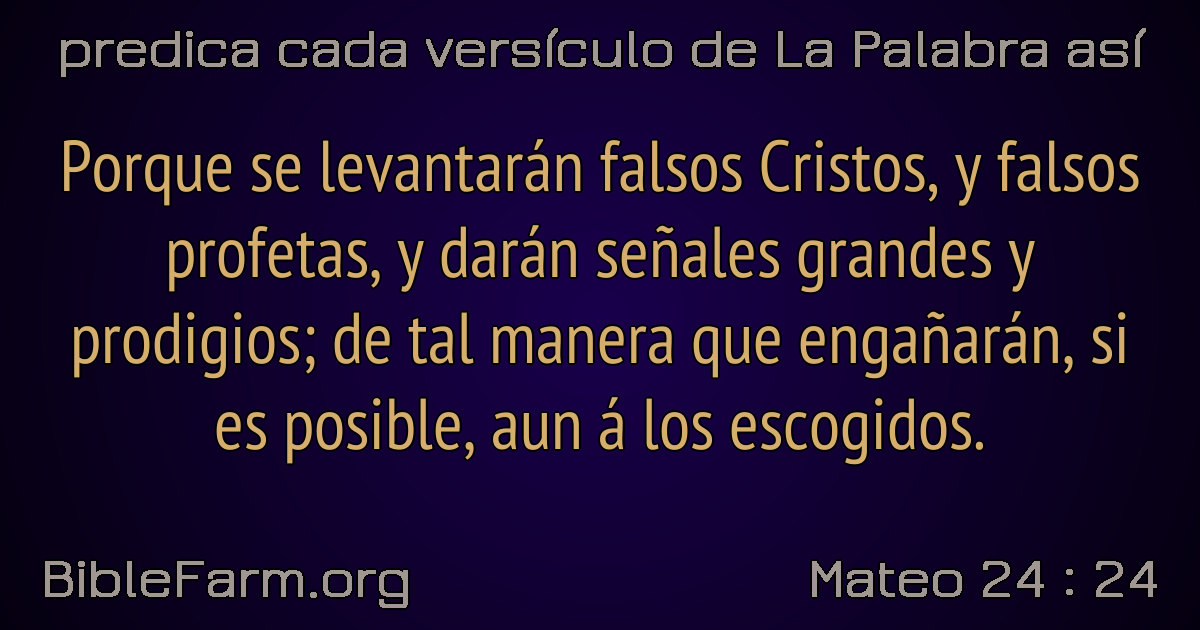 predica cada versículo de La Palabra así
Porque se levantarán falsos Cristos, y falsos
profetas, y darán señales grandes y
prodigios; de tal manera que engañarán, si
es posible, aun á los escogidos.
BibleFarm.org
Mateo 24 : 24